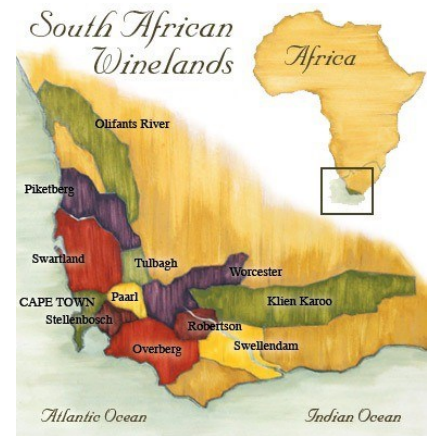 South African
Winelands
Africa
Olifants River
Piketberg
Swartland
Tulbagh
Worcester
CAPE TOWN
Paarl
Klien Karoo
Stellenbosch
Robertson
Overberg
Swellendam
Atlantic Ocean
Indian Ocean